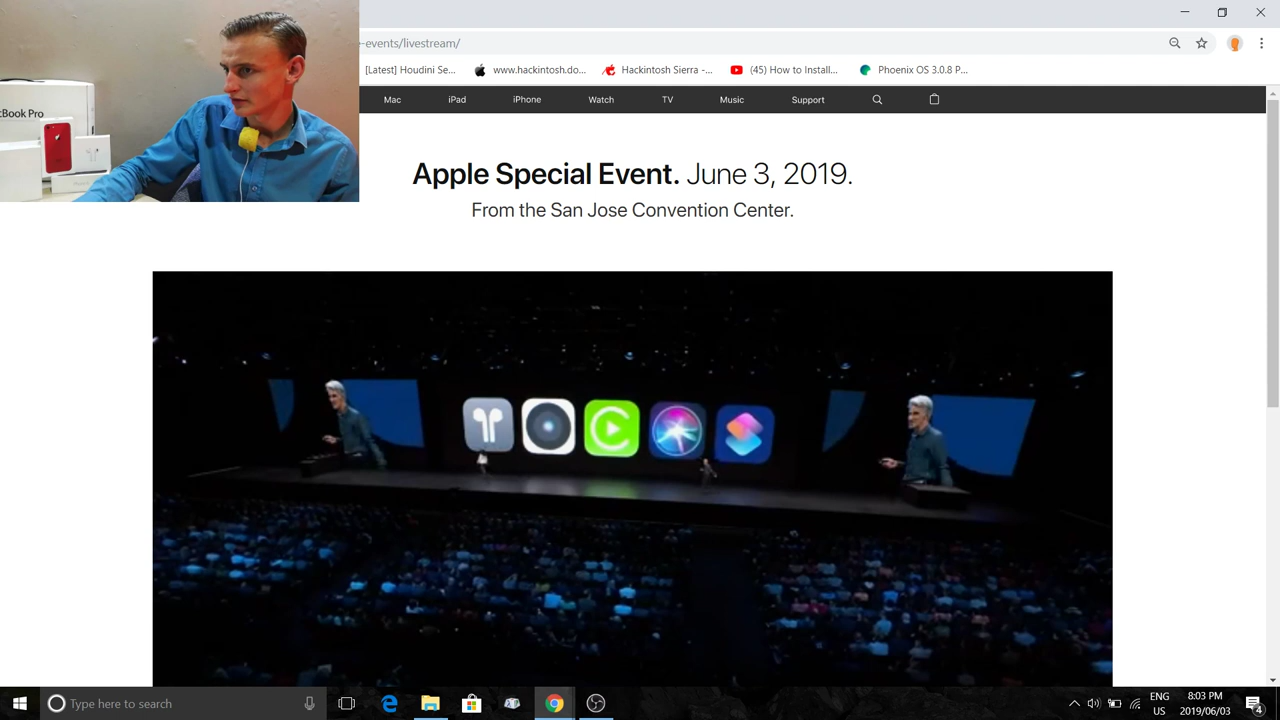 tBook Pro
-events/livestream/
[Latest] Houdini Se...
www.hackintosh.do...
Hackintosh Sierra -...
(45) How to Install...
Phoenix OS 3.0.8 P...
Mac
iPad
iPhone
Watch
TV
Music
Support
Apple Special Event. June 3, 2019.
From the San Jose Convention Center.
Type here to search
ENG
US
8:03 PM
2019/06/03
4